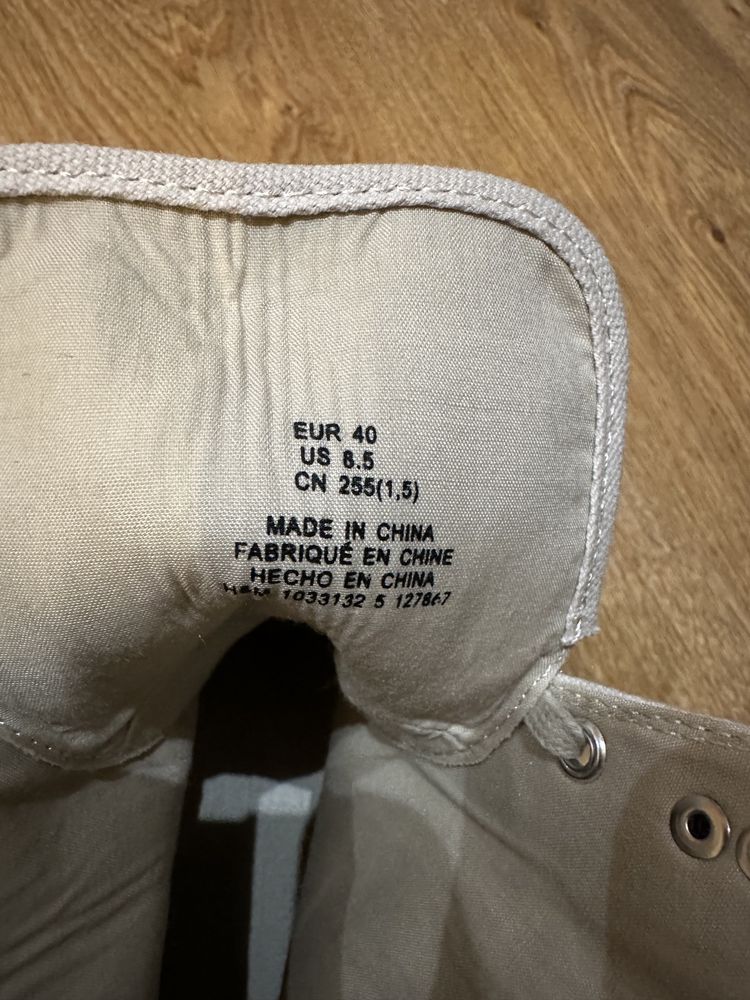 EUR 40
US 8.5
CN 255(1,5)
MADE IN CHINA
FABRIQUÉ EN CHINE
HECHO EN CHINA
H&M 1033132 5 127867